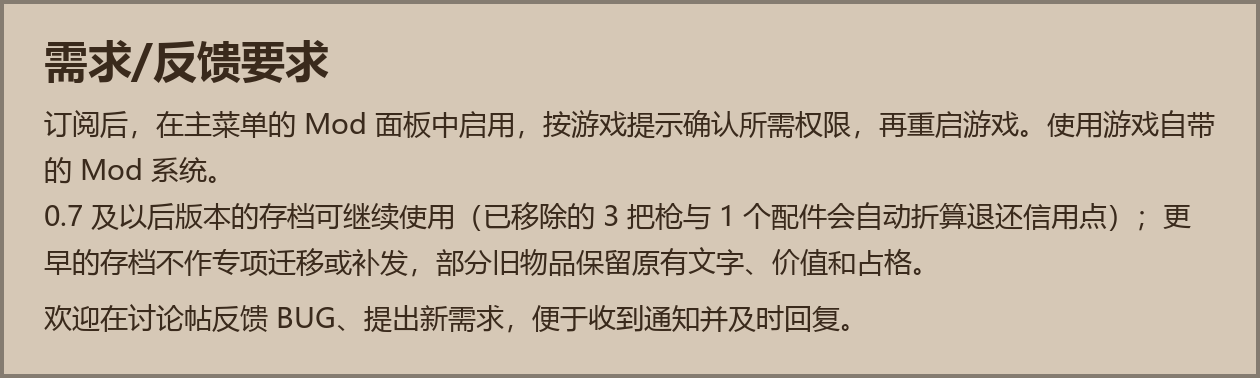 需求/反馈要求
订阅后，在主菜单的 Mod 面板中启用，按游戏提示确认所需权限，再重启游戏。使用游戏自带
的 Mod 系统。
0.7 及以后版本的存档可继续使用（已移除的 3 把枪与 1 个配件会自动折算退还信用点）；更
早的存档不作专项迁移或补发，部分旧物品保留原有文字、价值和占格。
欢迎在讨论帖反馈 BUG、提出新需求，便于收到通知并及时回复。